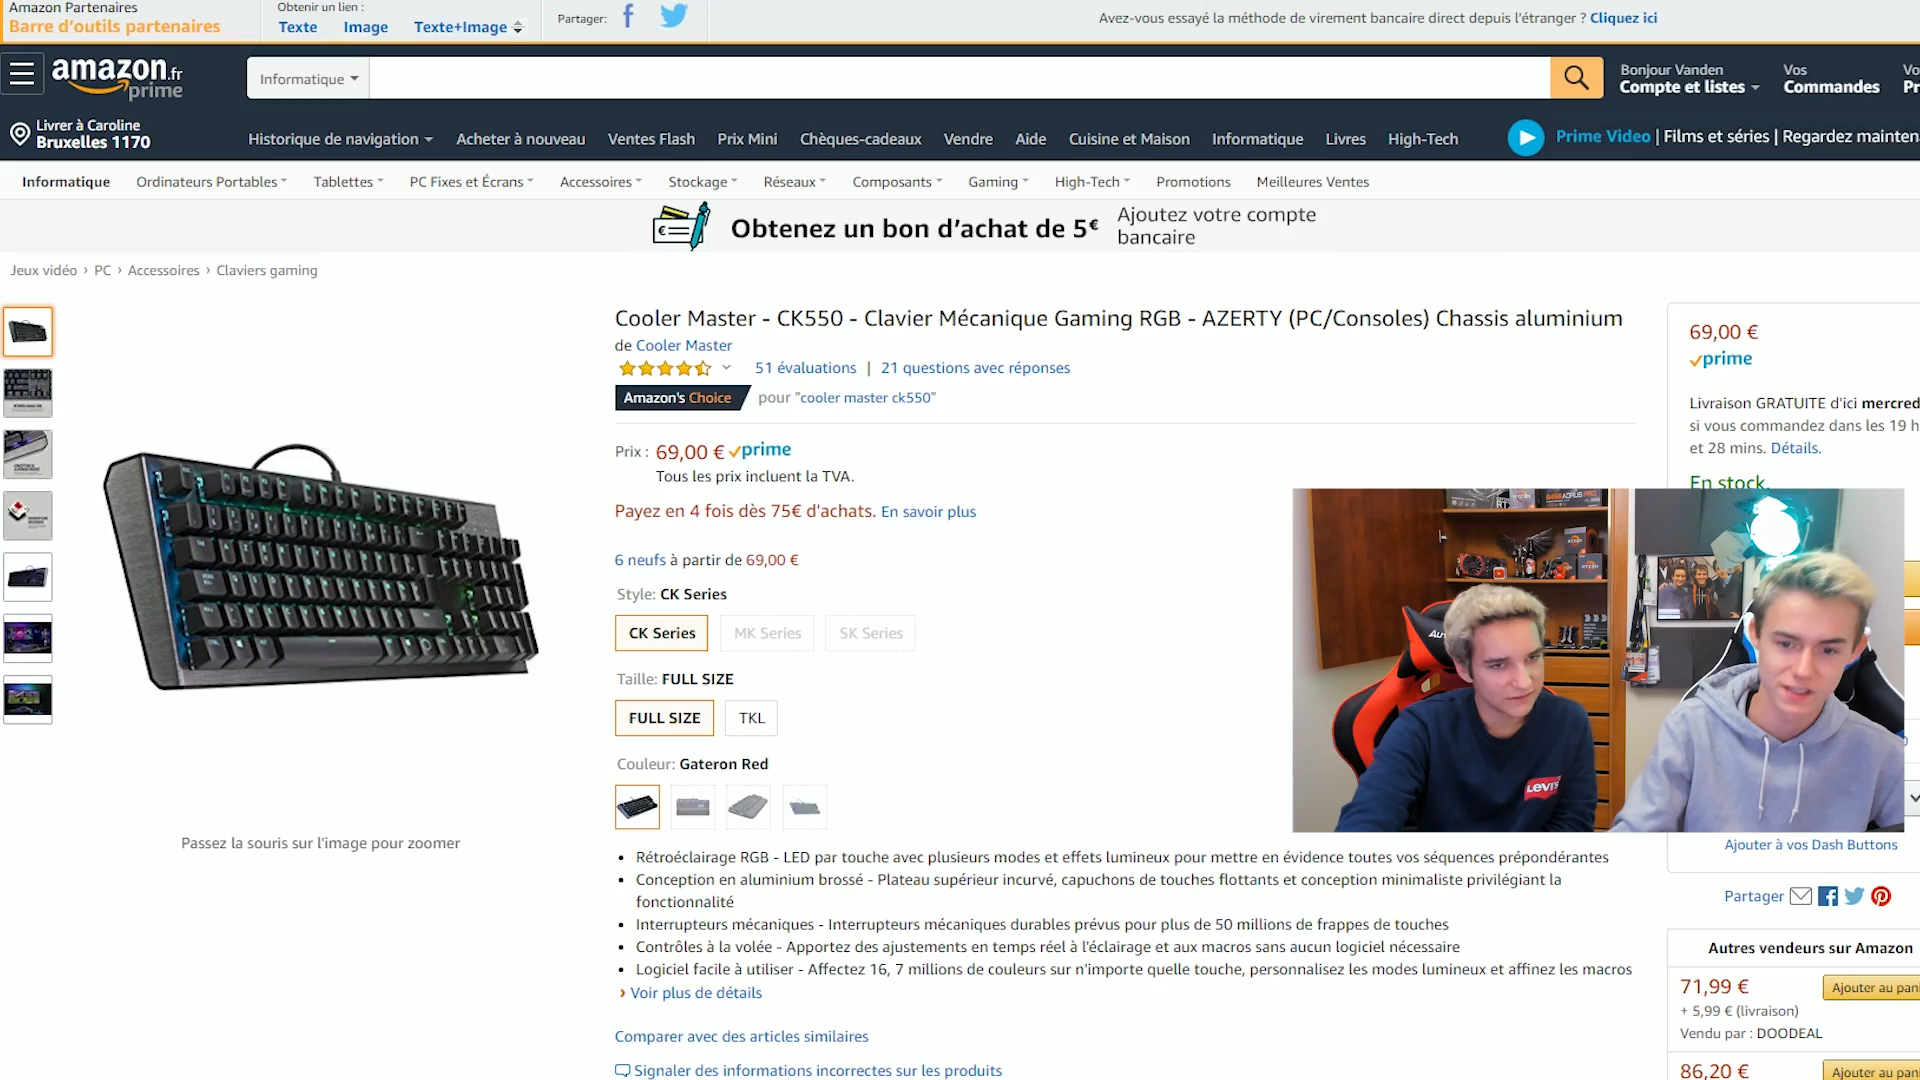 Amazon Partenaires
Barre d'outils partenaires
Obtenir un lien :
Texte Image Texte+Image
Partager:
Avez-vous essayé la méthode de virement bancaire direct depuis l'étranger ? Cliquez ici
amazon.fr
prime
Informatique
Bonjour Vanden
Compte et listes
Vos
Commandes
Livrer à Caroline
Bruxelles 1170
Historique de navigation Acheter à nouveau Ventes Flash Prix Mini Chèques-cadeaux Vendre Aide Cuisine et Maison Informatique Livres High-Tech
Prime Video | Films et séries | Regardez
Informatique Ordinateurs Portables Tablettes PC Fixes et Écrans Accessoires Stockage Réseaux Composants Gaming High-Tech Promotions Meilleures Ventes
Obtenez un bon d'achat de 5€
Ajoutez votre compte
bancaire
Jeux vidéo › PC › Accessoires › Claviers gaming
Cooler Master - CK550 - Clavier Mécanique Gaming RGB - AZERTY (PC/Consoles) Chassis aluminium
de Cooler Master
51 évaluations | 21 questions avec réponses
Amazon's Choice pour "cooler master ck550"
Prix : 69,00 € prime
Tous les prix incluent la TVA.
Payez en 4 fois dès 75€ d'achats. En savoir plus
6 neufs à partir de 69,00 €
Style: CK Series
CK Series MK Series SK Series
Taille: FULL SIZE
FULL SIZE TKL
Couleur: Gateron Red
• Rétroéclairage RGB - LED par touche avec plusieurs modes et effets lumineux pour mettre en évidence toutes vos séquences prépondérantes
• Conception en aluminium brossé - Plateau supérieur incurvé, capuchons de touches flottants et conception minimaliste privilégiant la
fonctionnalité
• Interrupteurs mécaniques - Interrupteurs mécaniques durables prévus pour plus de 50 millions de frappes de touches
• Contrôles à la volée - Apportez des ajustements en temps réel à l'éclairage et aux macros sans aucun logiciel nécessaire
• Logiciel facile à utiliser - Affectez 16, 7 millions de couleurs sur n'importe quelle touche, personnalisez les modes lumineux et affinez les macros
› Voir plus de détails
Comparer avec des articles similaires
Signaler des informations incorrectes sur les produits
Passez la souris sur l'image pour zoomer
69,00 €
prime
Livraison GRATUITE d'ici
si vous commandez dans les 19
et 28 mins. Détails.
En stock.
Levi's
RYZEN
Ajouter à vos Dash Buttons
Partager
Autres vendeurs sur Amazon
71,99 €
Ajouter au
+ 5,99 € (livraison)
Vendu par : DOODEAL
86,20 €
Ajouter au